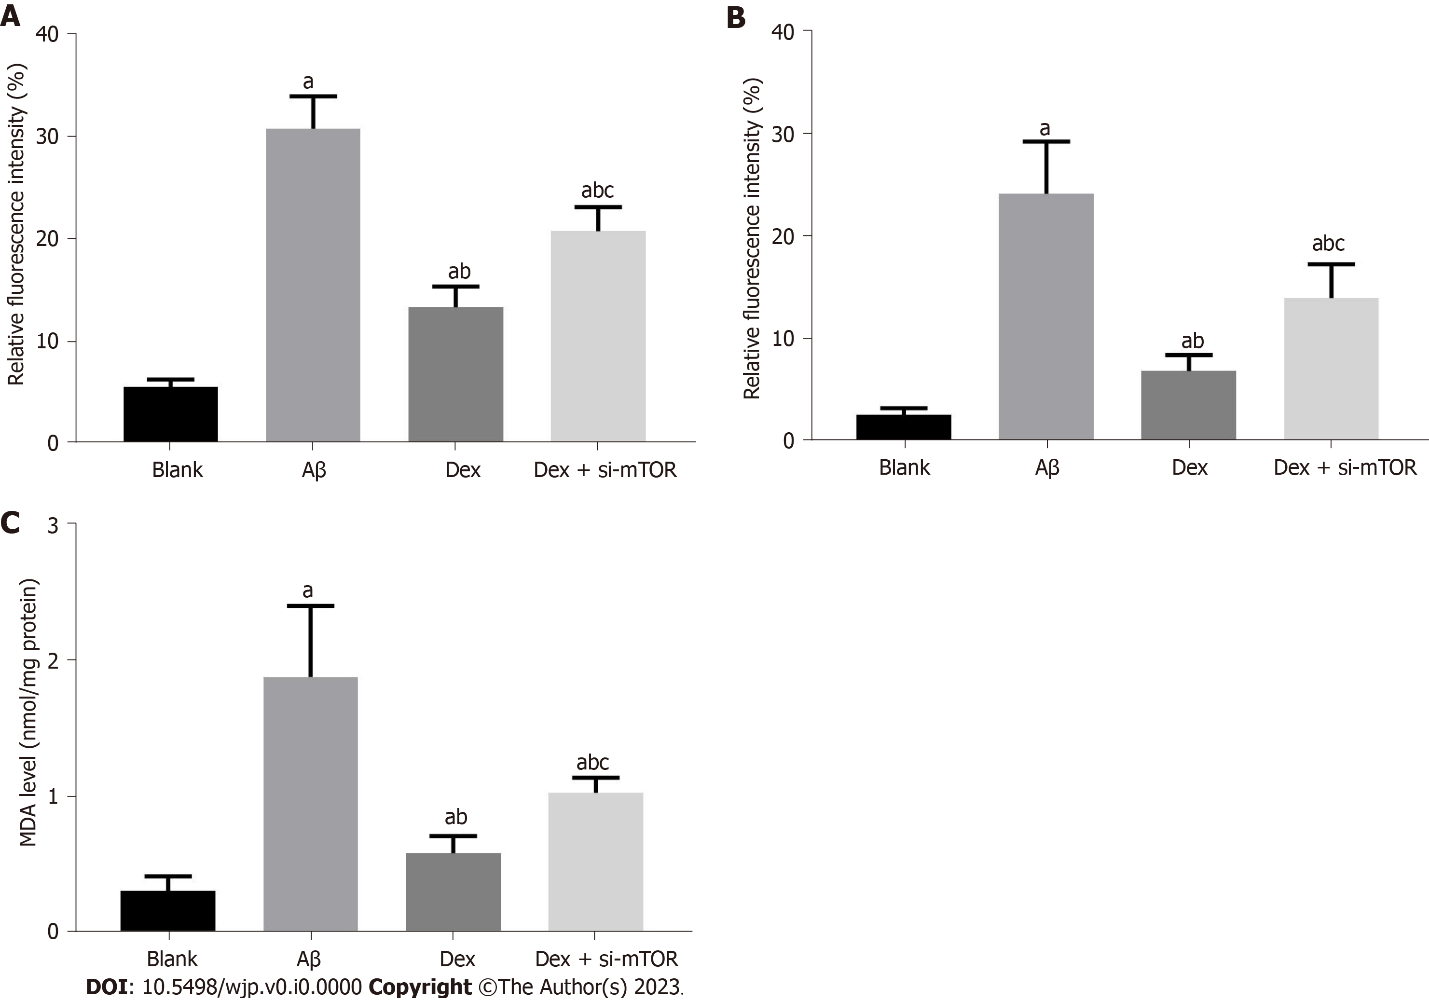 A
Relative fluorescence intensity (%)
40
30
20
10
0
a
ab
abc
Blank
Aβ
Dex
Dex + si-mTOR
B
Relative fluorescence intensity (%)
40
30
20
10
0
a
ab
abc
Blank
Aβ
Dex
Dex + si-mTOR
C
MDA level (nmol/mg protein)
3
2
1
0
a
ab
abc
Blank
Aβ
Dex
Dex + si-mTOR
DOI: 10.5498/wjp.v0.i0.0000 Copyright ©The Author(s) 2023.